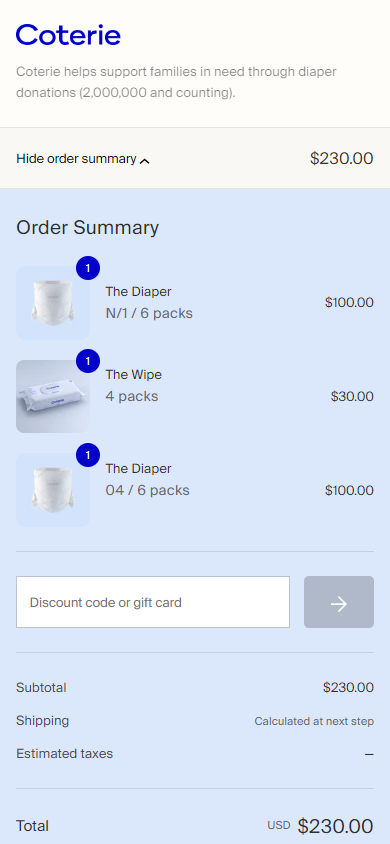 Coterie
Coterie helps support families in need through diaper
donations (2,000,000 and counting).
Hide order summary
$230.00
Order Summary
1
The Diaper
N/1 / 6 packs
$100.00
1
Coterie
The Wipe
4 packs
$30.00
1
The Diaper
04 / 6 packs
$100.00
Discount code or gift card
Subtotal
$230.00
Shipping
Calculated at next step
Estimated taxes
–
Total
USD $230.00